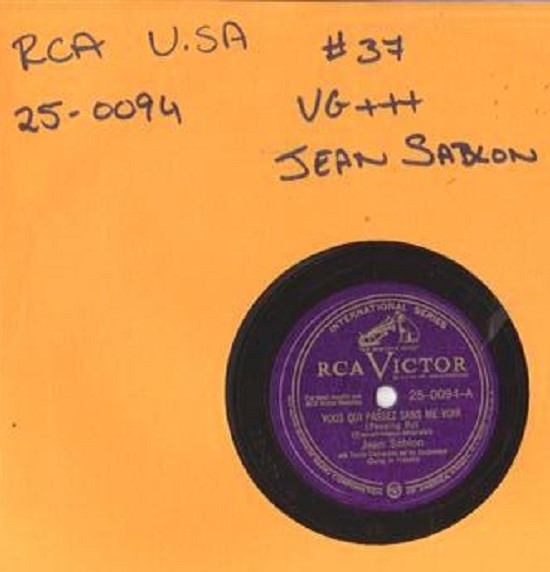 RCA U.SA
#37
25-0094
VG+++
JEAN SABLON
INTERNATIONAL SERIES
RCA VICTOR
25-0094-A
VOUS QUI PASSEZ SANS ME VOIR
(Passing By)
Jean Sablon